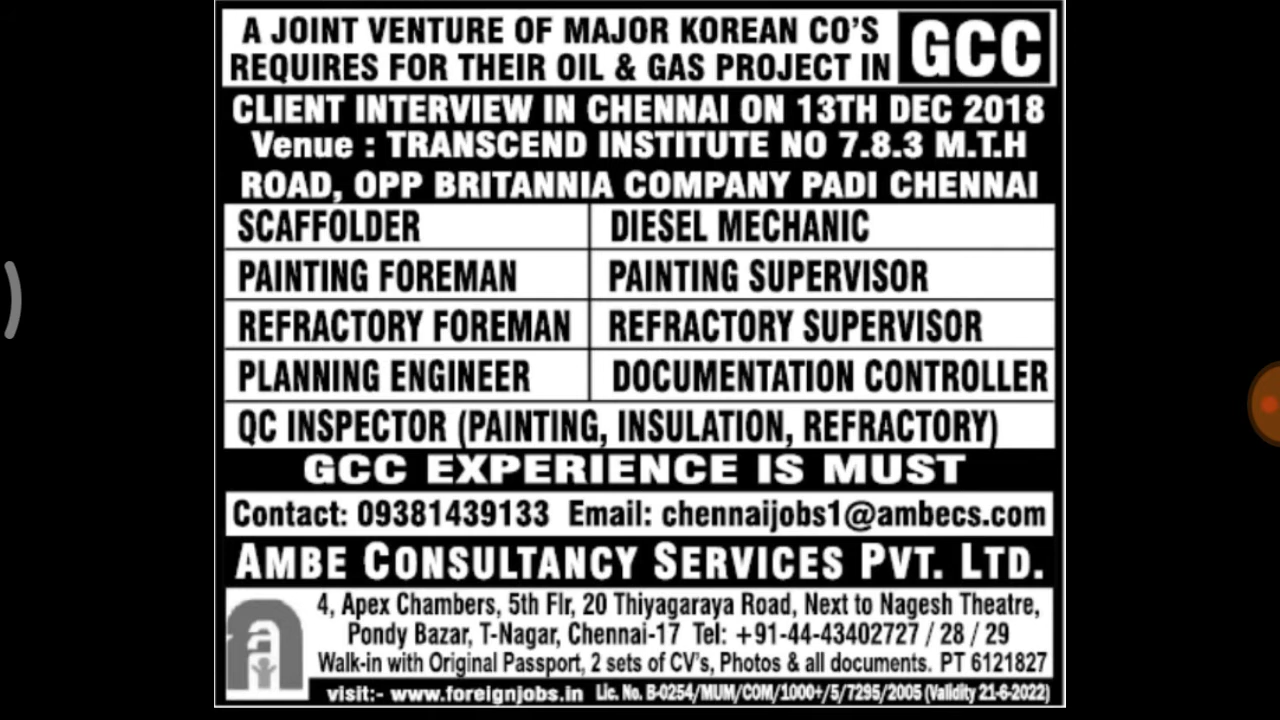 A JOINT VENTURE OF MAJOR KOREAN CO'S
REQUIRES FOR THEIR OIL & GAS PROJECT IN GCC
CLIENT INTERVIEW IN CHENNAI ON 13TH DEC 2018
Venue : TRANSCEND INSTITUTE NO 7.8.3 M.T.H
ROAD, OPP BRITANNIA COMPANY PADI CHENNAI
SCAFFOLDER DIESEL MECHANIC
PAINTING FOREMAN PAINTING SUPERVISOR
REFRACTORY FOREMAN REFRACTORY SUPERVISOR
PLANNING ENGINEER DOCUMENTATION CONTROLLER
QC INSPECTOR (PAINTING, INSULATION, REFRACTORY)
GCC EXPERIENCE IS MUST
Contact: 09381439133 Email: chennaijobs1@ambecs.com
AMBE CONSULTANCY SERVICES PVT. LTD.
4, Apex Chambers, 5th Flr, 20 Thiyagaraya Road, Next to Nagesh Theatre,
Pondy Bazar, T-Nagar, Chennai-17 Tel: +91-44-43402727 / 28 / 29
Walk-in with Original Passport, 2 sets of CV's, Photos & all documents. PT 6121827
visit:- www.foreignjobs.in Lic. No. B-0254/MUM/COM/1000+/5/7295/2005 (Validity 21-6-2022)